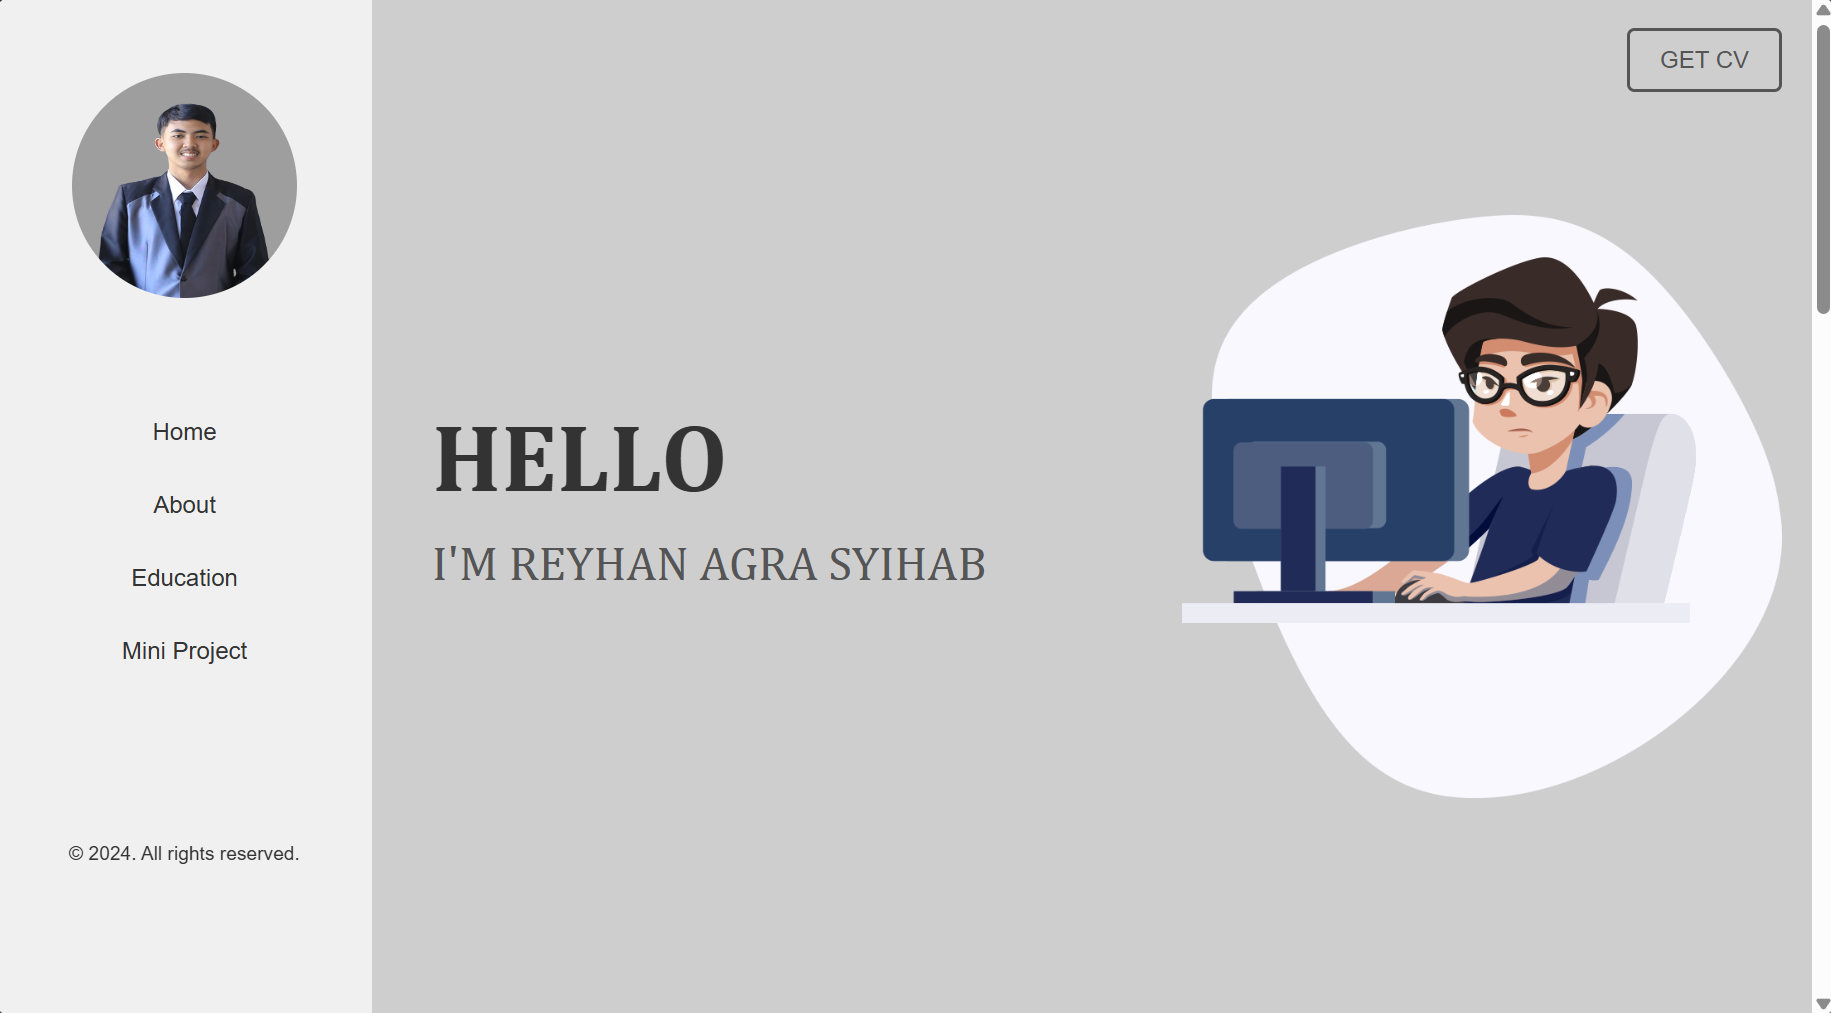 GET CV
Home
About
Education
Mini Project
© 2024. All rights reserved.
HELLO
I'M REYHAN AGRA SYIHAB